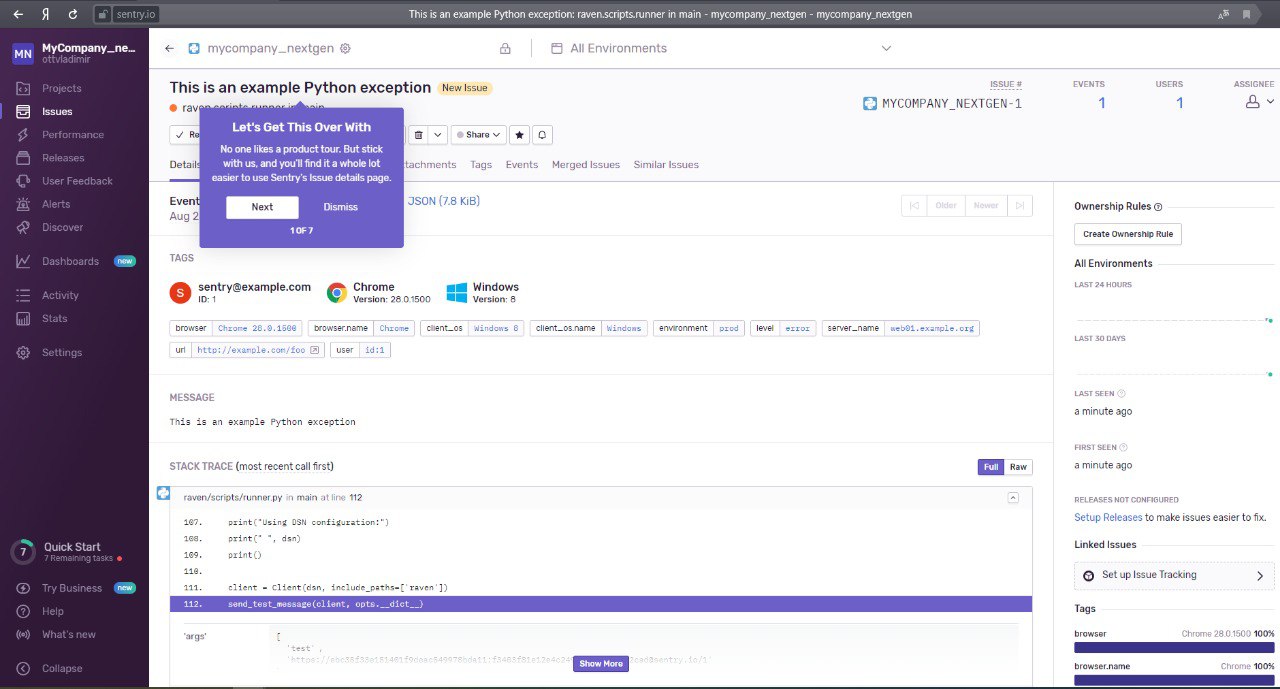 Я sentry.io This is an example Python exception: raven.scripts.runner in main - mycompany_nextgen - mycompany_nextgen
MN MyCompany_ne...
ottvladimir
Projects
Issues
Performance
Releases
User Feedback
Alerts
Discover
Dashboards new
Activity
Stats
Settings
7 Quick Start
7 Remaining tasks
Try Business new
Help
What's new
Collapse
mycompany_nextgen All Environments
This is an example Python exception New Issue
raven.scripts.runner in main
ISSUE # EVENTS USERS ASSIGNEE
MYCOMPANY_NEXTGEN-1 1 1
Re Share
Let's Get This Over With
No one likes a product tour. But stick
with us, and you'll find it a whole lot
easier to use Sentry's Issue details page.
Next Dismiss
1 OF 7
Details ttachments Tags Events Merged Issues Similar Issues
Event JSON (7.8 KiB)
Aug 2
Older Newer
TAGS
S sentry@example.com
ID: 1
Chrome
Version: 28.0.1500
Windows
Version: 8
browser Chrome 28.0.1500 browser.name Chrome client_os Windows 8 client_os.name Windows environment prod level error server_name web01.example.org
url http://example.com/foo user id:1
MESSAGE
This is an example Python exception
STACK TRACE (most recent call first) Full Raw
raven/scripts/runner.py in main at line 112
107. print("Using DSN configuration:")
108. print(" ", dsn)
109. print()
110.
111. client = Client(dsn, include_paths=['raven'])
112. send_test_message(client, opts.__dict__)
'args' [
'test' ,
Show More
Ownership Rules
Create Ownership Rule
All Environments
LAST 24 HOURS
LAST 30 DAYS
LAST SEEN
a minute ago
FIRST SEEN
a minute ago
RELEASES NOT CONFIGURED
Setup Releases to make issues easier to fix.
Linked Issues
Set up Issue Tracking
Tags
browser Chrome 28.0.1500 100%
browser.name Chrome 100%